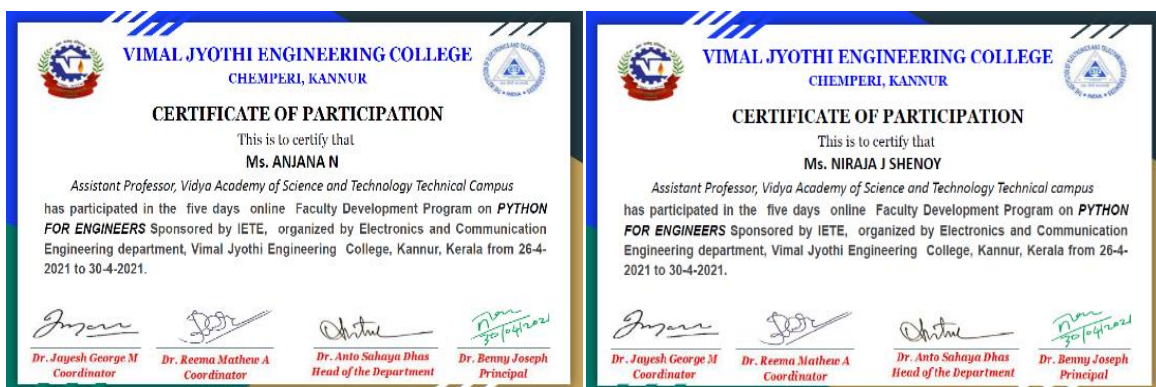 VIMAL JYOTHI ENGINEERING COLLEGE
CHEMPERI, KANNUR
CERTIFICATE OF PARTICIPATION
This is to certify that
Ms. ANJANA N
Assistant Professor, Vidya Academy of Science and Technology Technical Campus
has participated in the five days online Faculty Development Program on PYTHON
FOR ENGINEERS Sponsored by IETE, organized by Electronics and Communication
Engineering department, Vimal Jyothi Engineering College, Kannur, Kerala from 26-4-
2021 to 30-4-2021.
30/04/2021
Dr. Jayesh George M
Coordinator
Dr. Reema Mathew A
Coordinator
Dr. Anto Sahaya Dhas
Head of the Department
Dr. Benny Joseph
Principal
VIMAL JYOTHI ENGINEERING COLLEGE
CHEMPERI, KANNUR
CERTIFICATE OF PARTICIPATION
This is to certify that
Ms. NIRAJA J SHENOY
Assistant Professor, Vidya Academy of Science and Technology Technical campus
has participated in the five days online Faculty Development Program on PYTHON
FOR ENGINEERS Sponsored by IETE, organized by Electronics and Communication
Engineering department, Vimal Jyothi Engineering College, Kannur, Kerala from 26-4-
2021 to 30-4-2021.
30/04/2021
Dr. Jayesh George M
Coordinator
Dr. Reema Mathew A
Coordinator
Dr. Anto Sahaya Dhas
Head of the Department
Dr. Benny Joseph
Principal